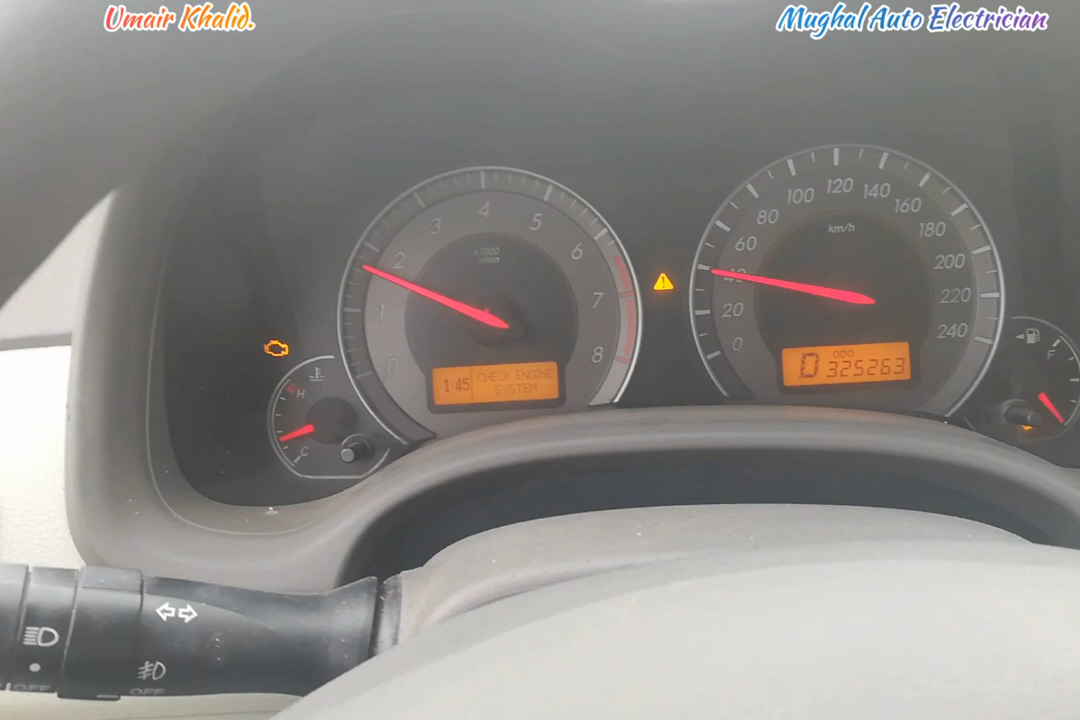 Umair Khalid.
Mughal Auto Electrician
0
1
2
3
4
5
6
7
8
x1000
r/min
1:45
CHECK ENGINE
SYSTEM
H
C
0
20
40
60
80
100
120
140
160
180
200
220
240
km/h
D
ODO
325263
F
OFF
OFF